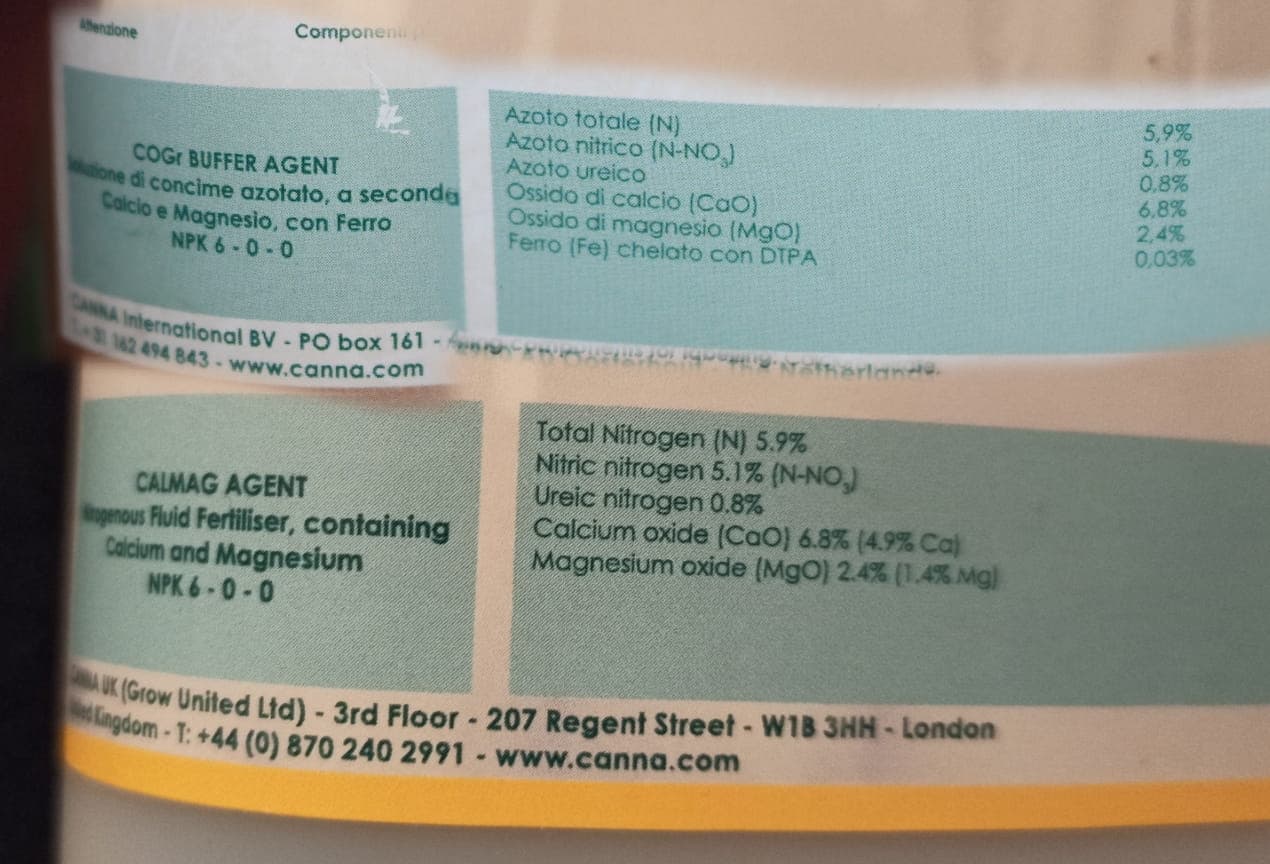 Attenzione
Componenti
COGr BUFFER AGENT
di concime azotato, a seconda
Calcio e Magnesio, con Ferro
NPK 6 - 0 - 0
Azoto totale (N) 5,9%
Azoto nitrico (N-NO₃) 5,1%
Azoto ureico 0,8%
Ossido di calcio (CaO) 6,8%
Ossido di magnesio (MgO) 2,4%
Ferro (Fe) chelato con DTPA 0,03%
CANNA International BV - PO box 161 -
162 494 843 - www.canna.com
Oosterhout - The Netherlands.
CALMAG AGENT
Fluid Fertiliser, containing
Calcium and Magnesium
NPK 6 - 0 - 0
Total Nitrogen (N) 5.9%
Nitric nitrogen 5.1% (N-NO₃)
Ureic nitrogen 0.8%
Calcium oxide (CaO) 6.8% (4.9% Ca)
Magnesium oxide (MgO) 2.4% (1.4% Mg)
CANNA UK (Grow United Ltd) - 3rd Floor - 207 Regent Street - W1B 3HH - London
Kingdom - T: +44 (0) 870 240 2991 - www.canna.com